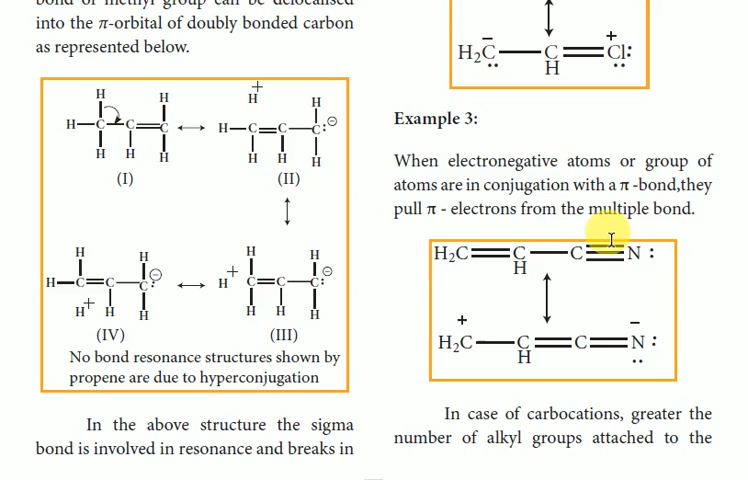 bond of methyl group can be delocalised
into the π-orbital of doubly bonded carbon
as represented below.
H H
H C C C
H H H
(I)
+
H H
H C C C:⊖
H H H
(II)
H H
H C C C:⊖
H+ H H
(IV)
H H
H+ C C C:⊖
H H H
(III)
No bond resonance structures shown by
propene are due to hyperconjugation
In the above structure the sigma
bond is involved in resonance and breaks in
– +
H₂C C Cl:
.. H ..
Example 3:
When electronegative atoms or group of
atoms are in conjugation with a π -bond,they
pull π - electrons from the multiple bond.
H₂C C C N :
H
+ –
H₂C C C N :
H ..
In case of carbocations, greater the
number of alkyl groups attached to the